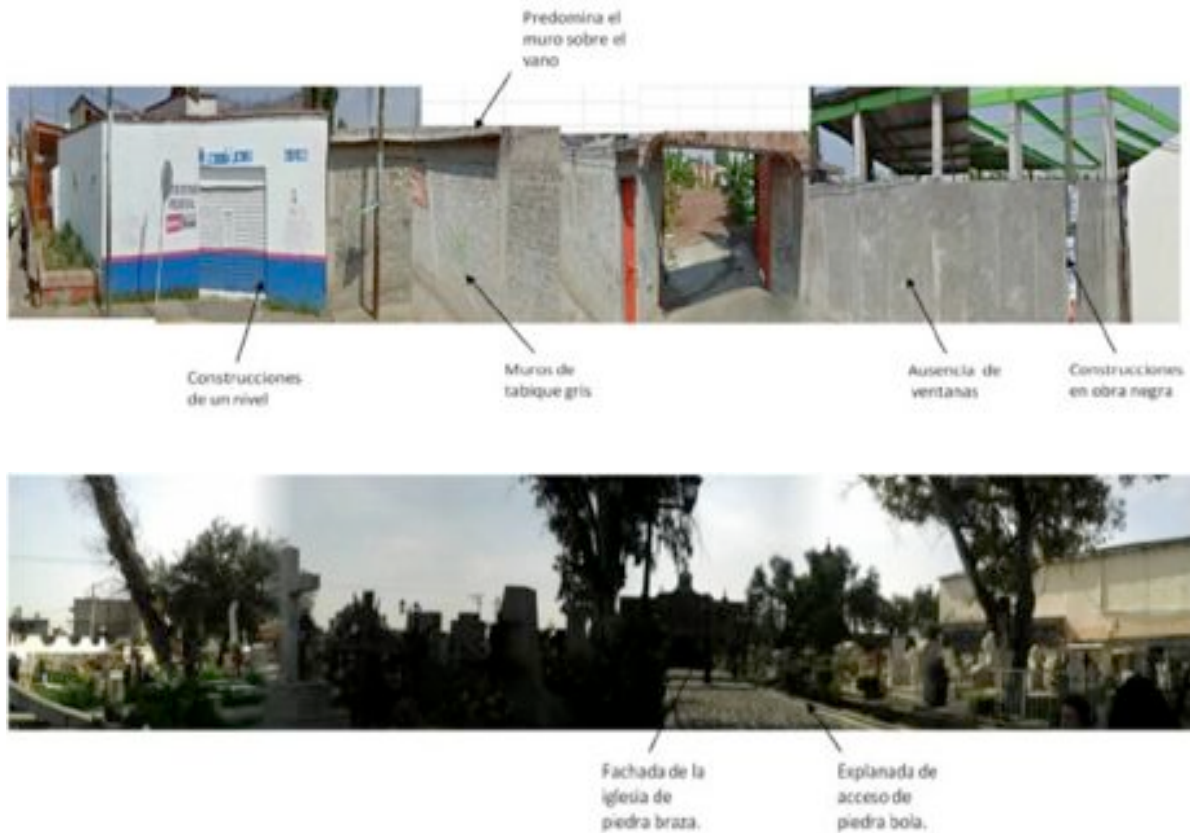 Predomina el
muro sobre el
vano
Construcciones
de un nivel
Muros de
tabique gris
Ausencia de
ventanas
Construcciones
en obra negra
Fachada de la
iglesia de
piedra braza.
Explanada de
acceso de
piedra bola.